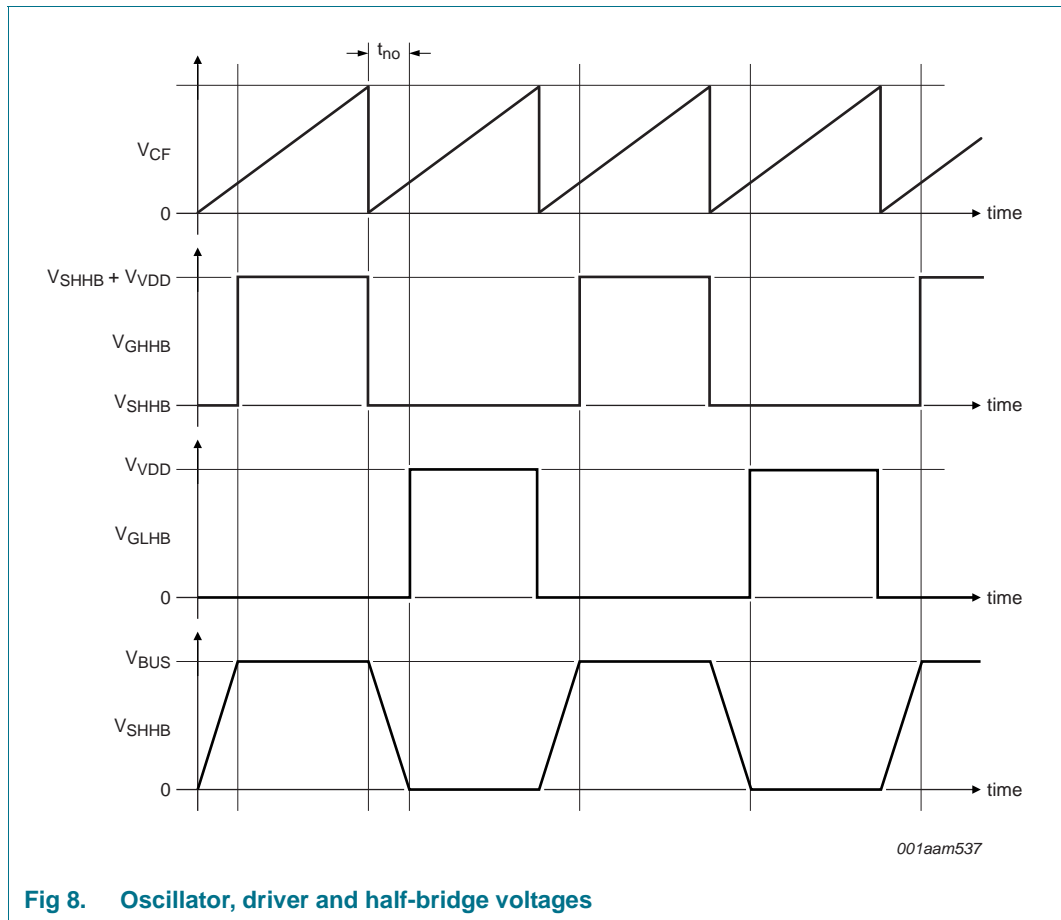 tno
VCF
0
time
VSHHB + VVDD
VGHHB
VSHHB
time
VVDD
VGLHB
0
time
VBUS
VSHHB
0
time
001aam537
Fig 8. Oscillator, driver and half-bridge voltages